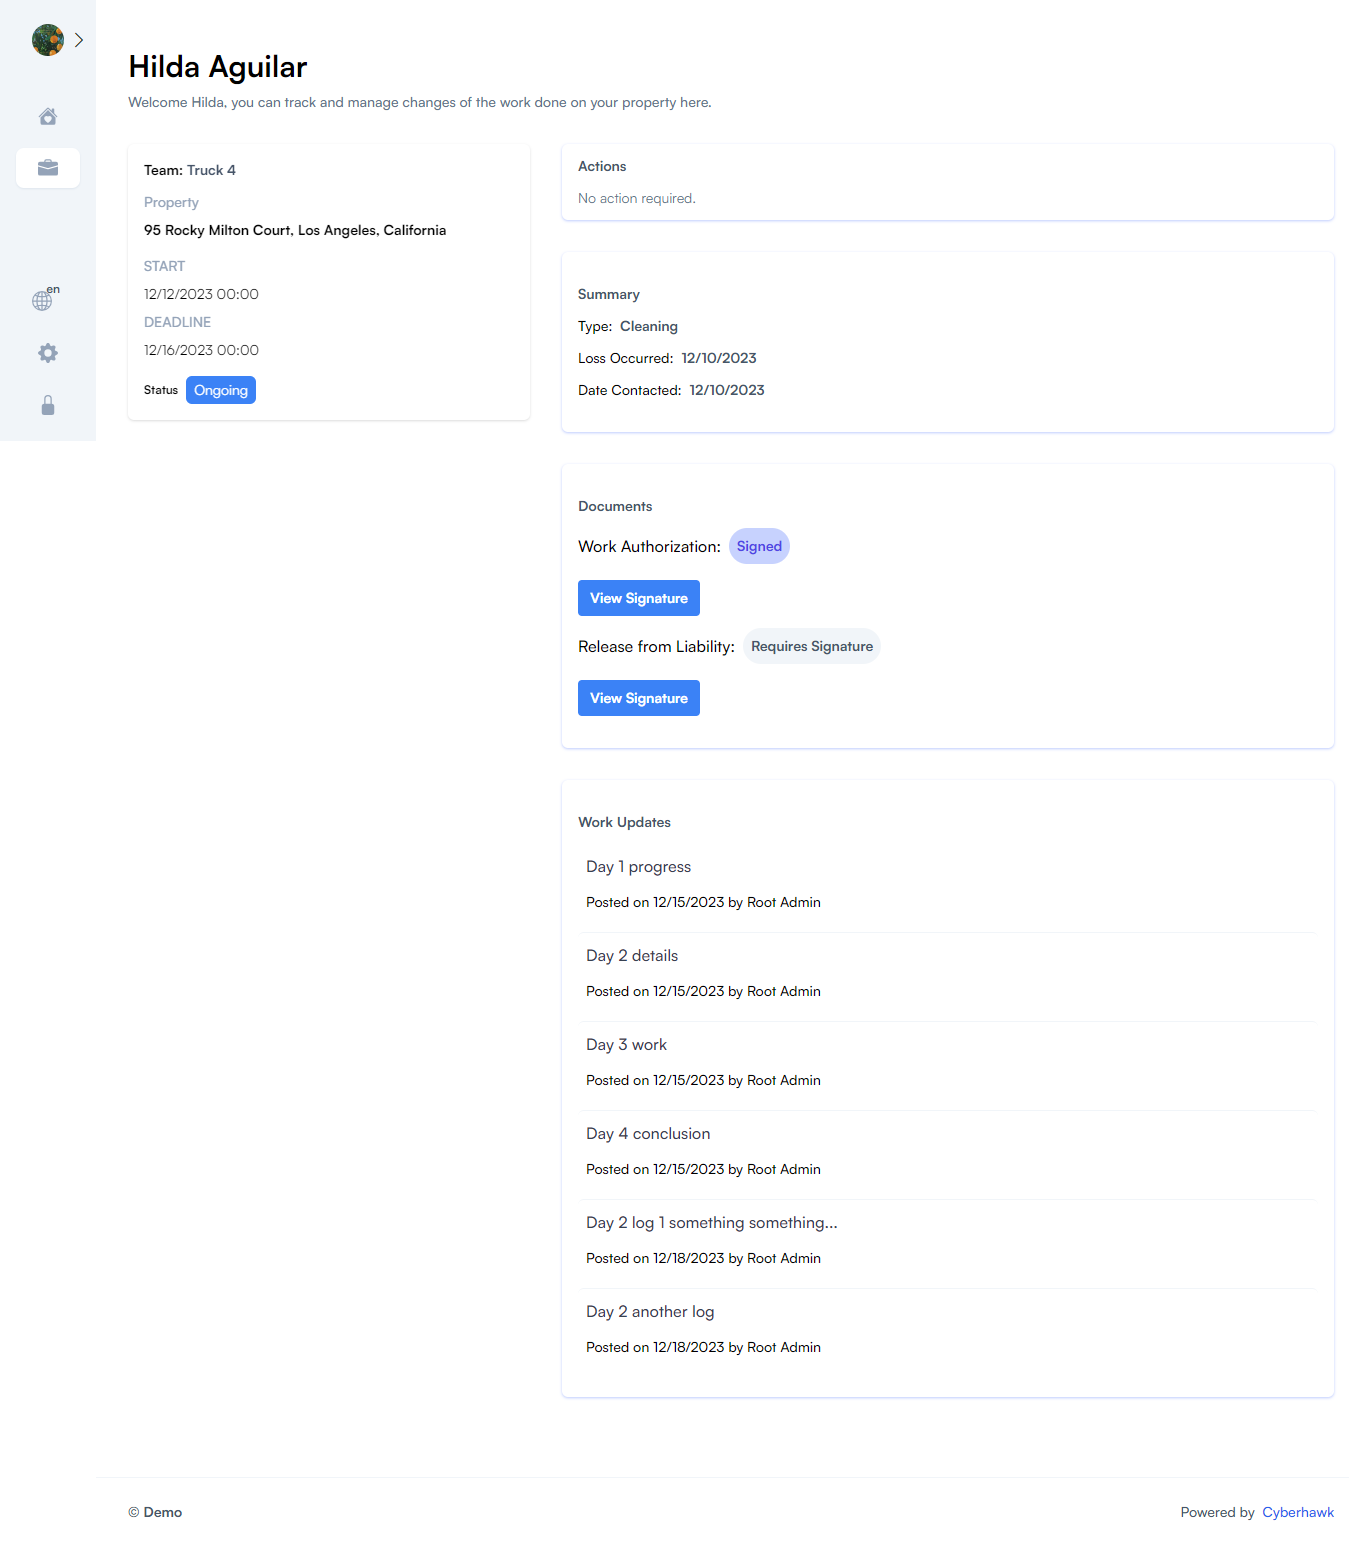 Hilda Aguilar
Welcome Hilda, you can track and manage changes of the work done on your property here.
en
Team: Truck 4
Property
95 Rocky Milton Court, Los Angeles, California
START
12/12/2023 00:00
DEADLINE
12/16/2023 00:00
Status Ongoing
Actions
No action required.
Summary
Type: Cleaning
Loss Occurred: 12/10/2023
Date Contacted: 12/10/2023
Documents
Work Authorization: Signed
View Signature
Release from Liability: Requires Signature
View Signature
Work Updates
Day 1 progress
Posted on 12/15/2023 by Root Admin
Day 2 details
Posted on 12/15/2023 by Root Admin
Day 3 work
Posted on 12/15/2023 by Root Admin
Day 4 conclusion
Posted on 12/15/2023 by Root Admin
Day 2 log 1 something something...
Posted on 12/18/2023 by Root Admin
Day 2 another log
Posted on 12/18/2023 by Root Admin
© Demo
Powered by Cyberhawk